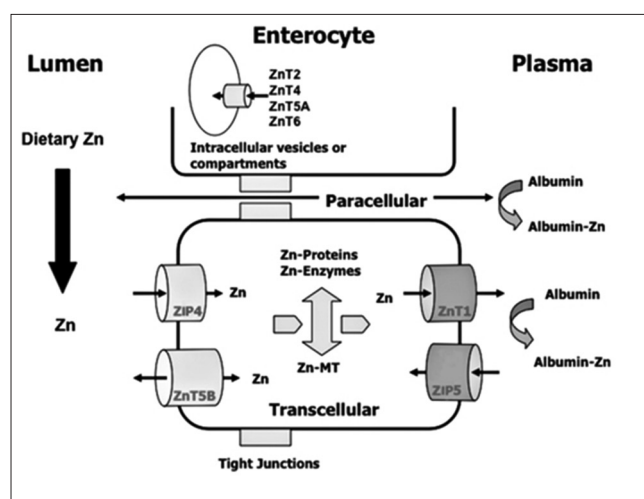 Enterocyte
Lumen
Plasma
ZnT2
ZnT4
ZnT5A
ZnT6
Intracellular vesicles or
compartments
Dietary Zn
Paracellular
Albumin
Albumin-Zn
Zn-Proteins
Zn-Enzymes
ZIP4
Zn
Zn
ZnT1
Albumin
Zn
Zn-MT
Albumin-Zn
ZnT5B
Zn
ZIP5
Transcellular
Tight Junctions